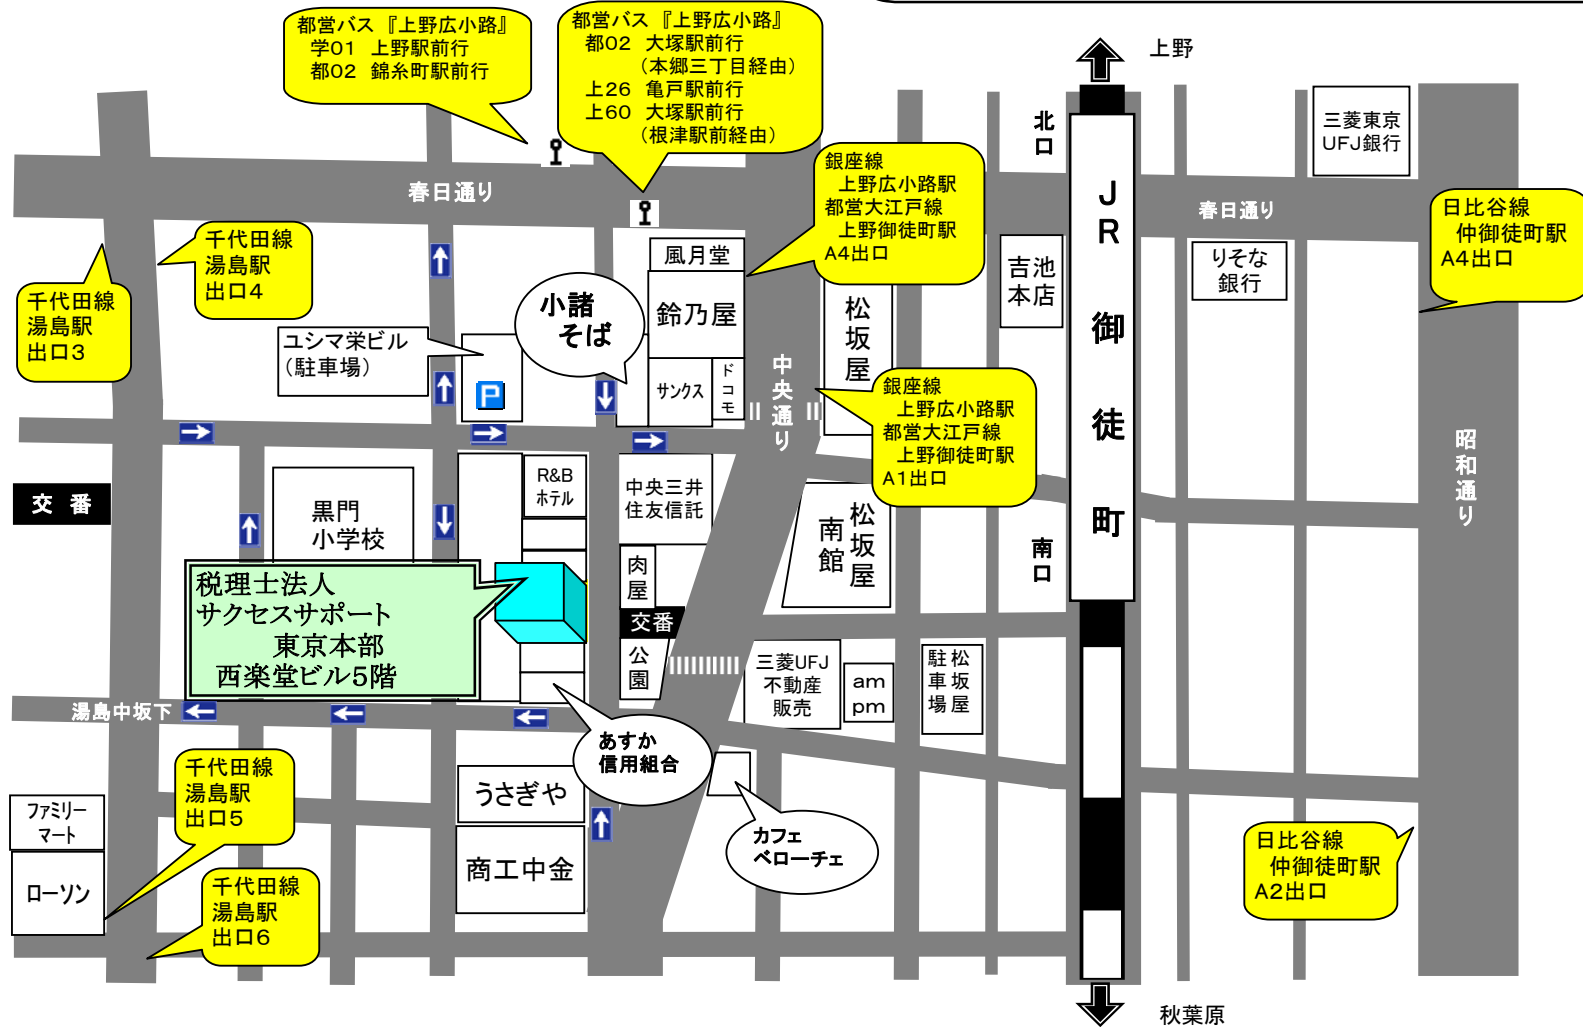 都営バス『上野広小路』
学01 上野駅前行
都02 錦糸町駅前行
都営バス『上野広小路』
都02 大塚駅前行
(本郷三丁目経由)
上26 亀戸駅前行
上60 大塚駅前行
(根津駅前経由)
上野
北口
三菱東京
UFJ銀行
銀座線
上野広小路駅
都営大江戸線
上野御徒町駅
A4出口
春日通り
春日通り
JR 御徒町
日比谷線
仲御徒町駅
A4出口
千代田線
湯島駅
出口4
千代田線
湯島駅
出口3
風月堂
鈴乃屋
小諸
そば
吉池
本店
りそな
銀行
松坂屋
ユシマ栄ビル
(駐車場)
P
サンクス
ドコモ
中央通り
銀座線
上野広小路駅
都営大江戸線
上野御徒町駅
A1出口
昭和通り
交番
黒門
小学校
R&B
ホテル
中央三井
住友信託
松坂屋
南館
南口
肉屋
交番
公園
税理士法人
サクセスサポート
東京本部
西楽堂ビル5階
三菱UFJ
不動産
販売
am
pm
松坂屋
駐車場
湯島中坂下
あすか
信用組合
千代田線
湯島駅
出口5
うさぎや
ファミリー
マート
カフェ
ベローチェ
日比谷線
仲御徒町駅
A2出口
商工中金
ローソン
千代田線
湯島駅
出口6
秋葉原